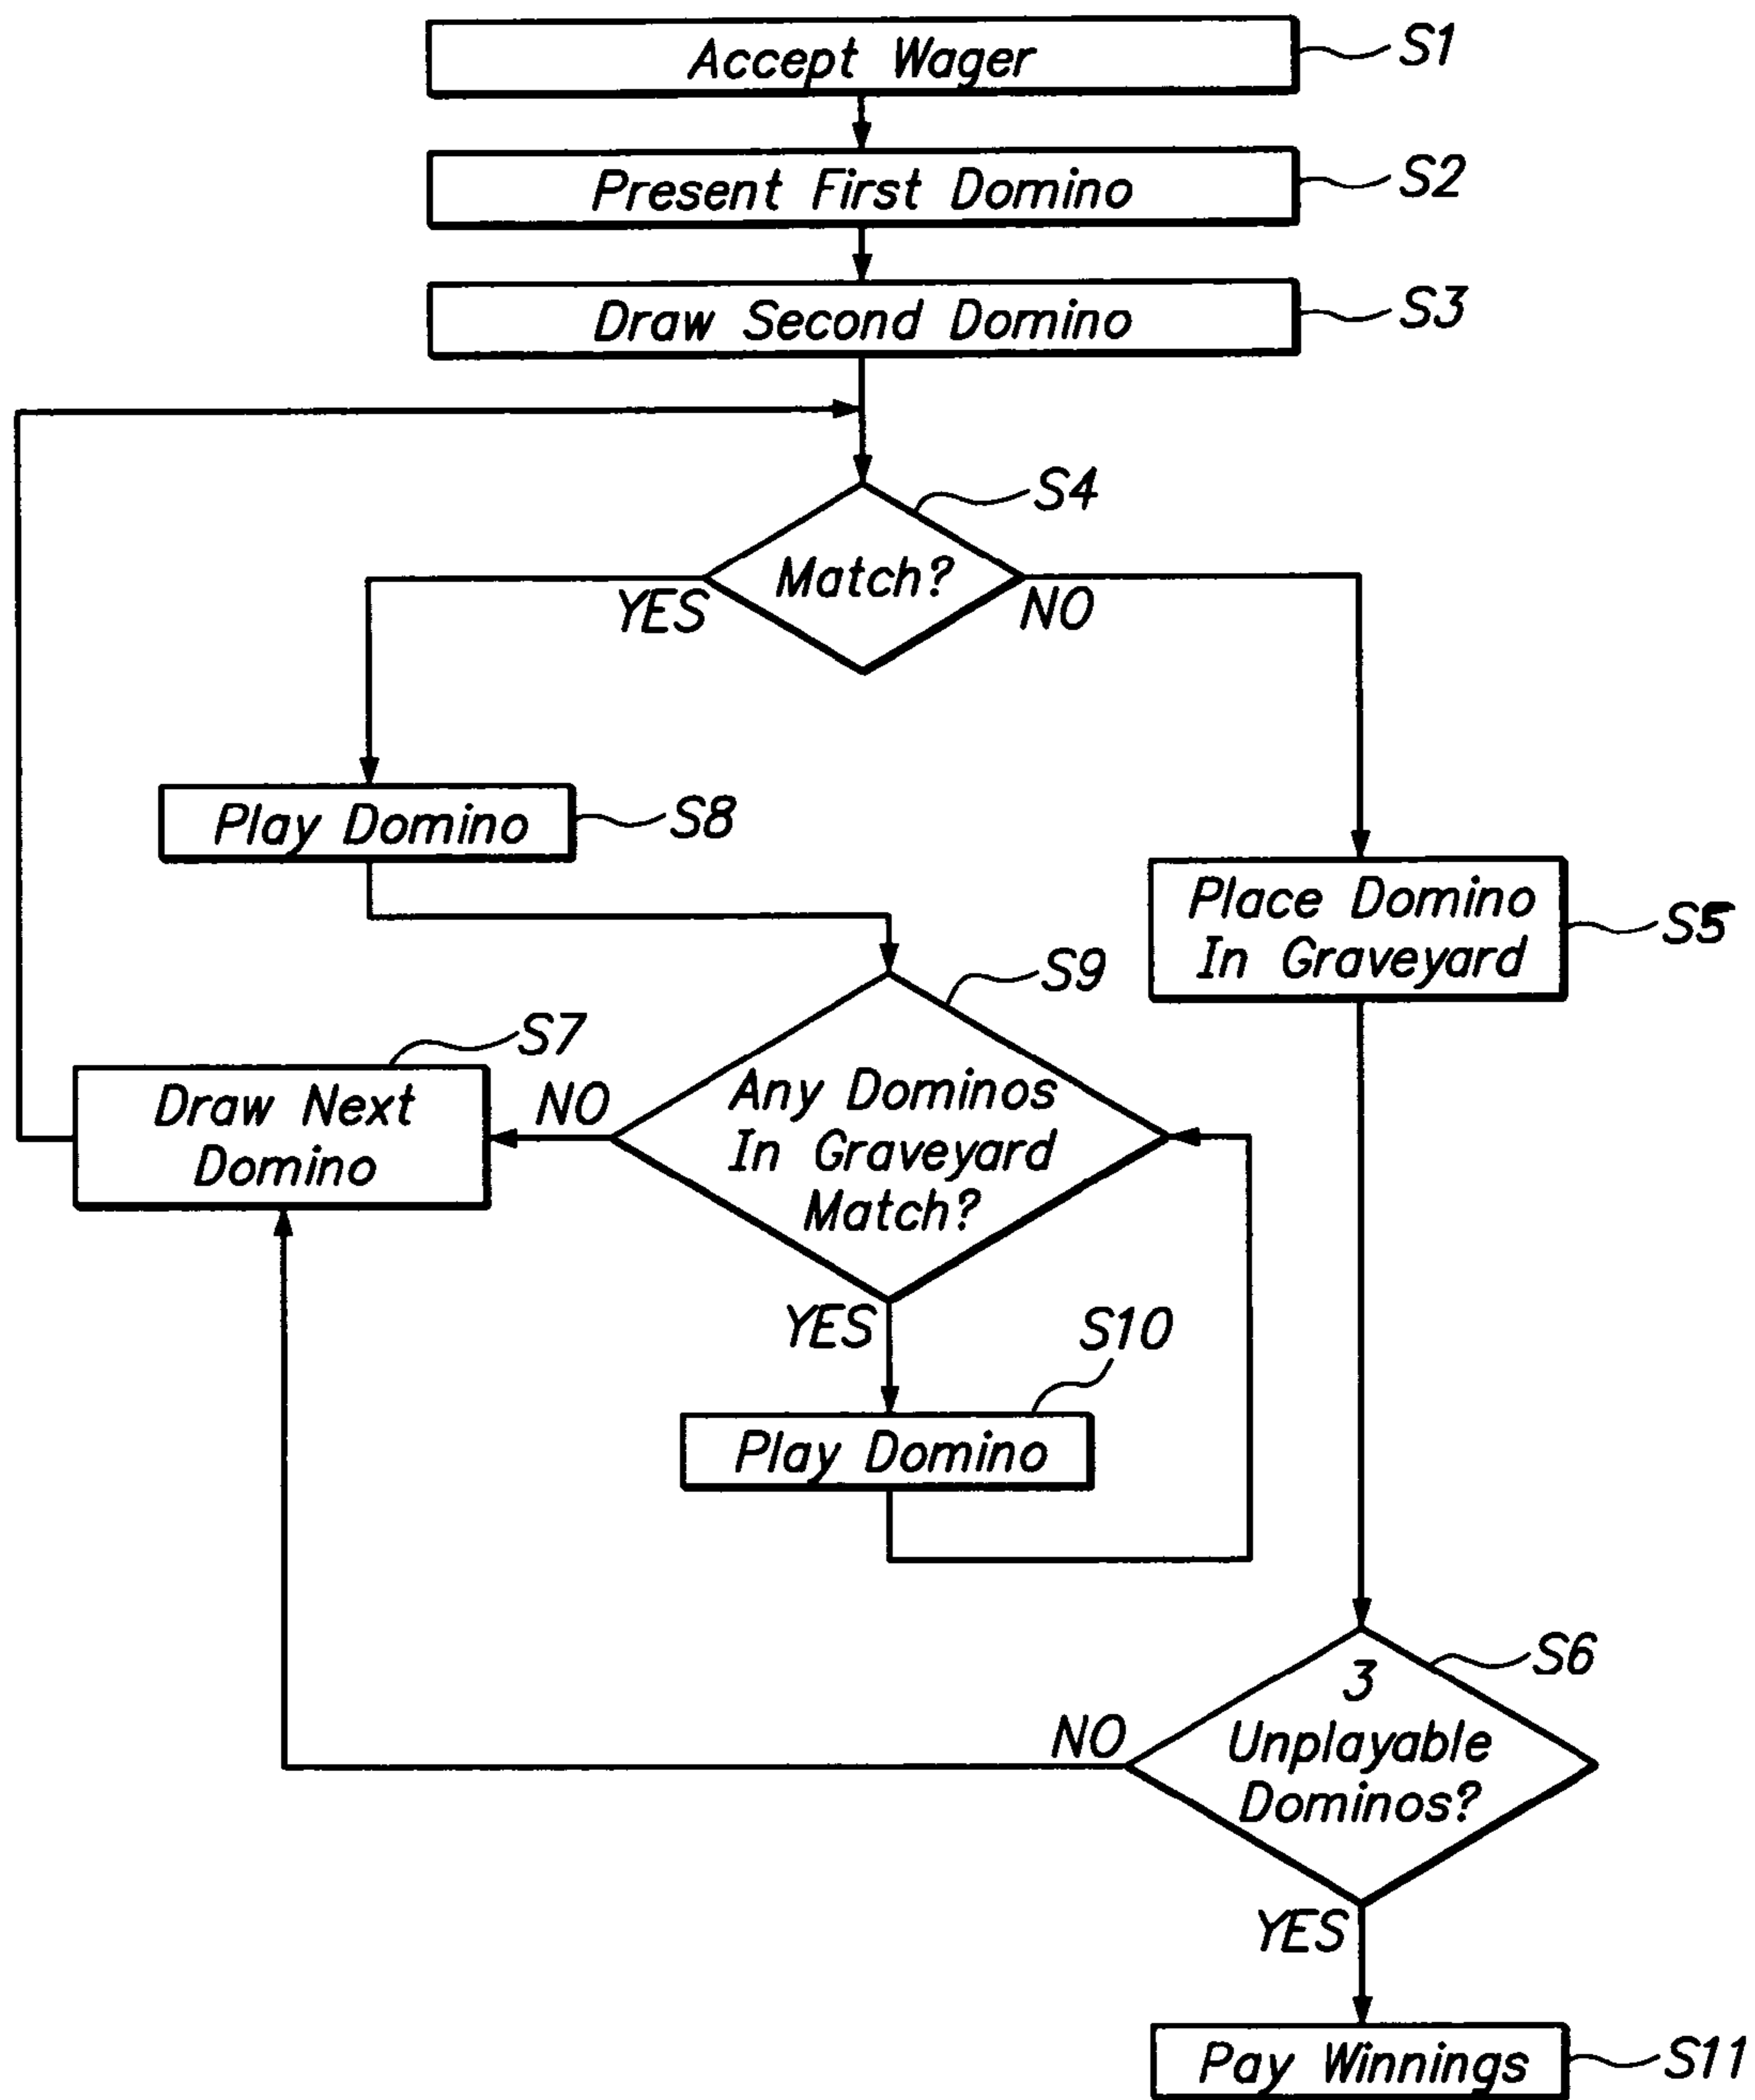 Accept Wager
S1
Present First Domino
S2
Draw Second Domino
S3
S4
Match?
YES
NO
Play Domino
S8
Place Domino
In Graveyard
S5
S9
S7
Draw Next
Domino
NO
Any Dominos
In Graveyard
Match?
YES
S10
Play Domino
S6
3
Unplayable
Dominos?
NO
YES
Pay Winnings
S11